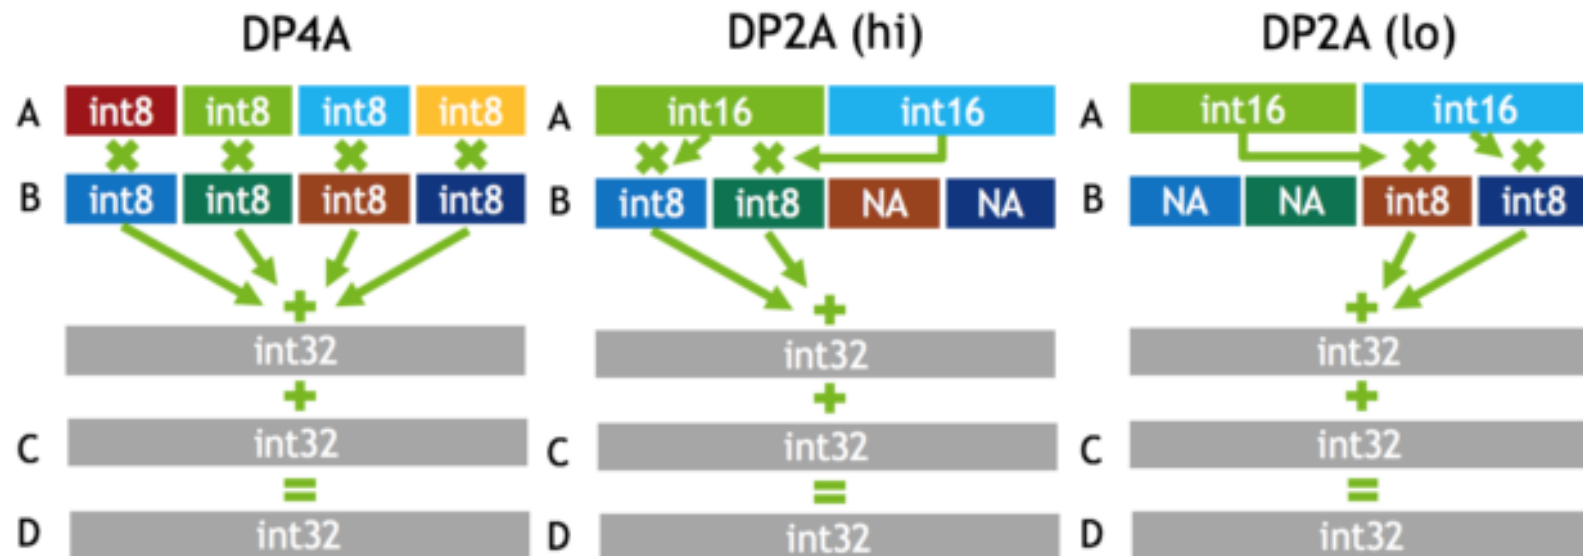 DP4A DP2A (hi) DP2A (lo)
A int8 int8 int8 int8 A int16 int16 A int16 int16
B int8 int8 int8 int8 B int8 int8 NA NA B NA NA int8 int8
+ + +
int32 int32 int32
+ + +
C int32 C int32 C int32
= = =
D int32 D int32 D int32